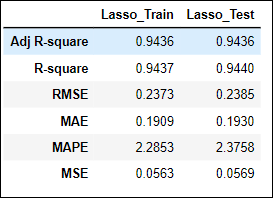 Lasso_Train Lasso_Test
Adj R-square 0.9436 0.9436
R-square 0.9437 0.9440
RMSE 0.2373 0.2385
MAE 0.1909 0.1930
MAPE 2.2853 2.3758
MSE 0.0563 0.0569